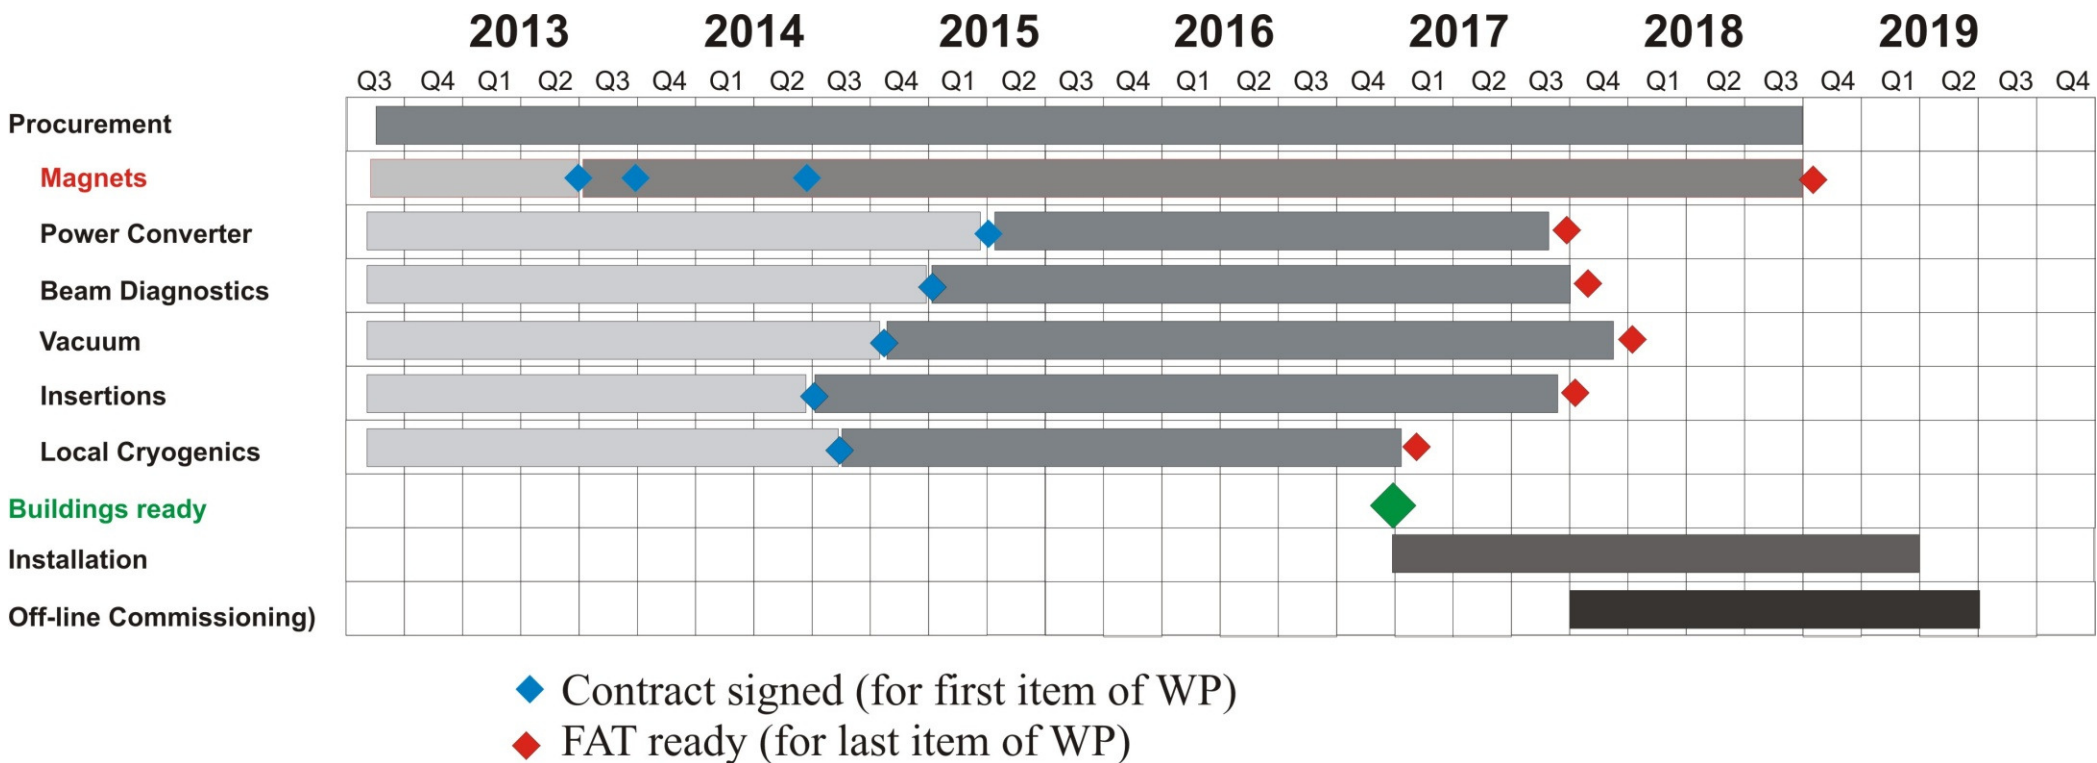 2013 2014 2015 2016 2017 2018 2019
Q3 Q4 Q1 Q2 Q3 Q4 Q1 Q2 Q3 Q4 Q1 Q2 Q3 Q4 Q1 Q2 Q3 Q4 Q1 Q2 Q3 Q4 Q1 Q2 Q3 Q4 Q1 Q2 Q3 Q4
Procurement
Magnets
Power Converter
Beam Diagnostics
Vacuum
Insertions
Local Cryogenics
Buildings ready
Installation
Off-line Commissioning)
Contract signed (for first item of WP)
FAT ready (for last item of WP)